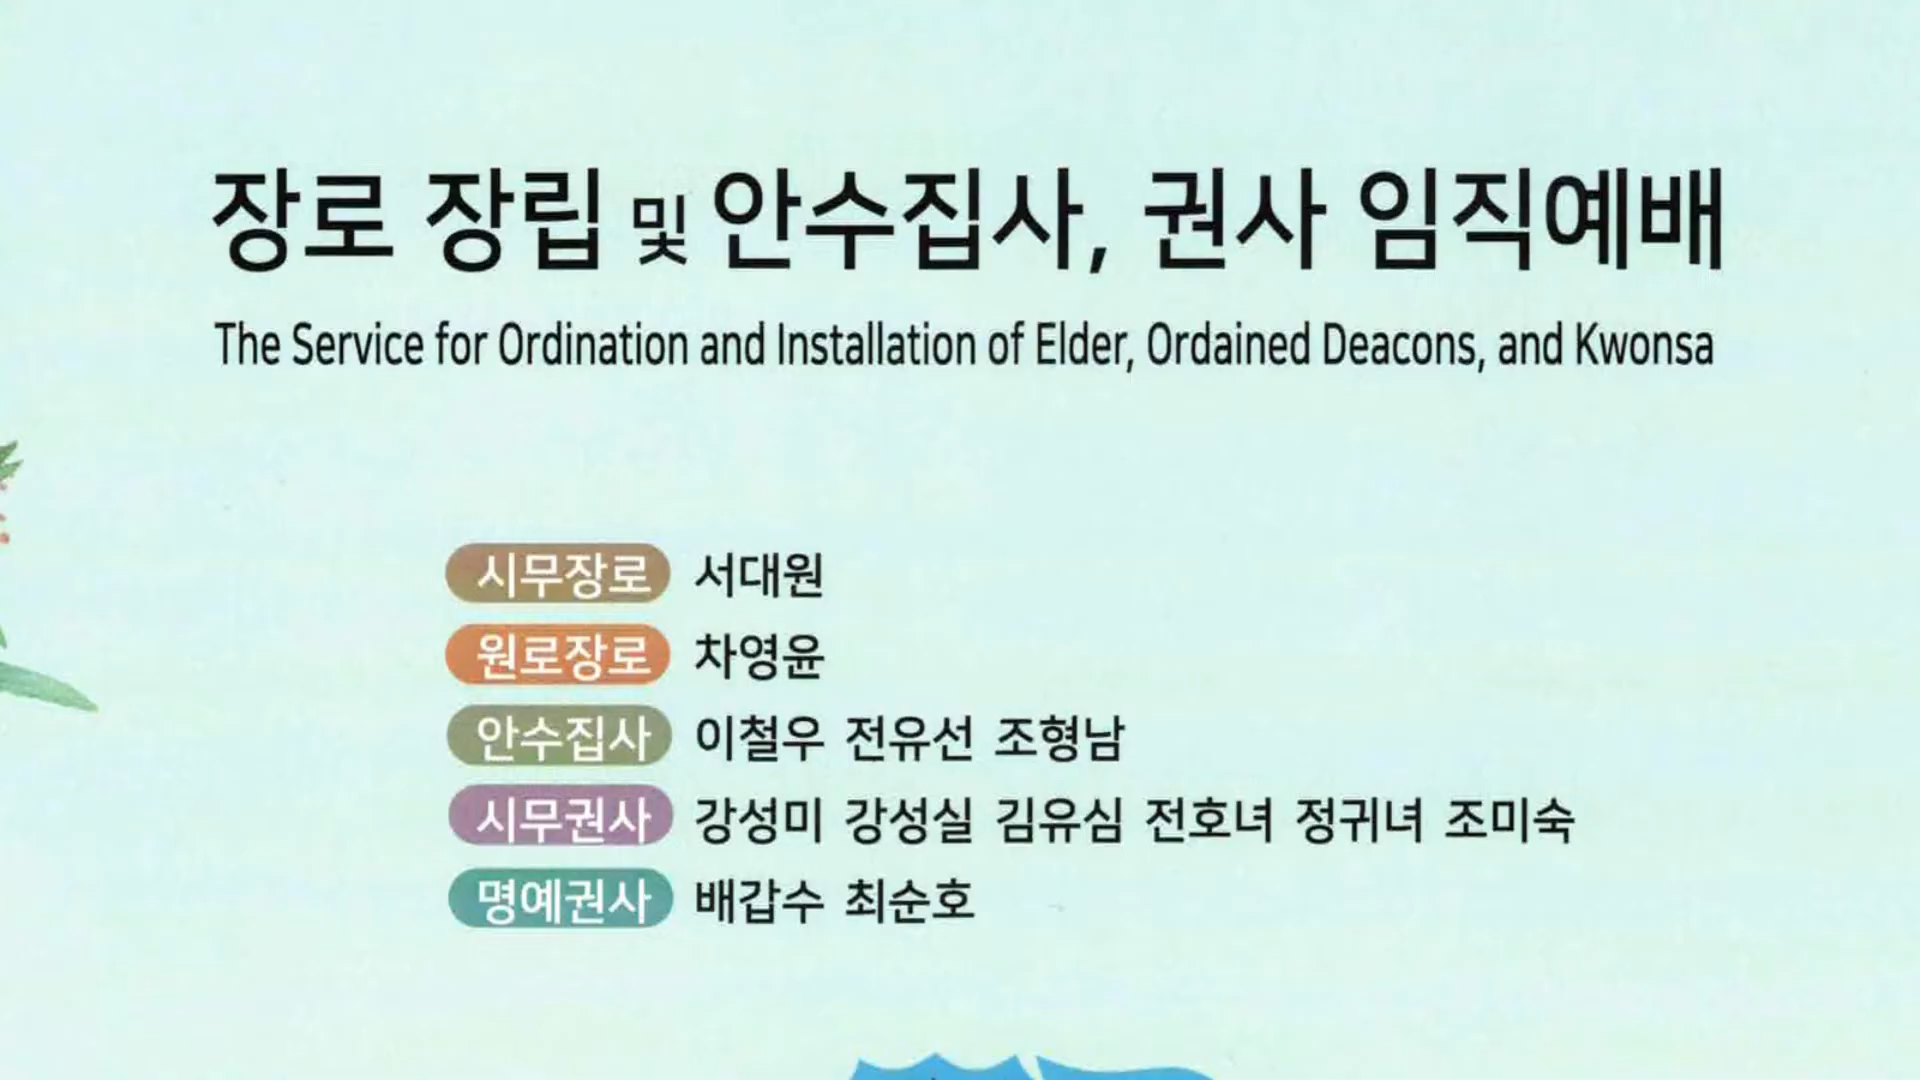 장로 장립 및 안수집사, 권사 임직예배
The Service for Ordination and Installation of Elder, Ordained Deacons, and Kwonsa
시무장로 서대원
원로장로 차영윤
안수집사 이철우 전유선 조형남
시무권사 강성미 강성실 김유심 전호녀 정귀녀 조미숙
명예권사 배갑수 최순호